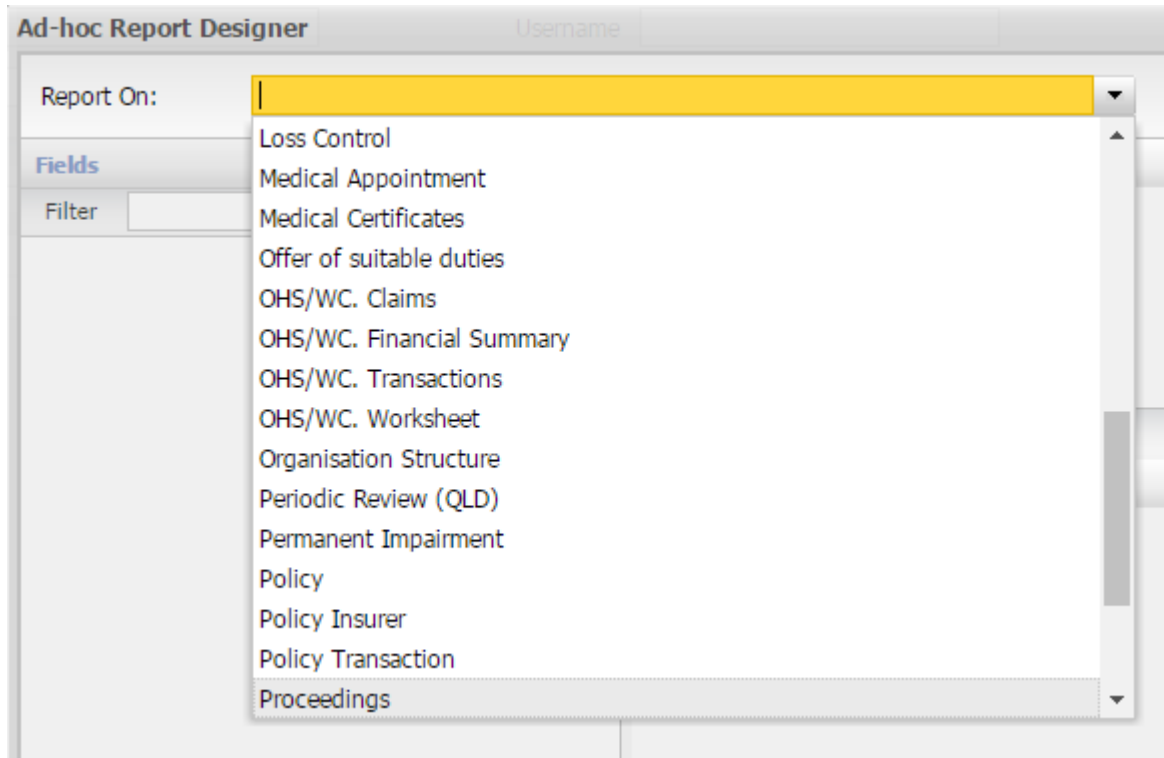 Ad-hoc Report Designer Username
Report On:
Loss Control
Fields
Medical Appointment
Filter
Medical Certificates
Offer of suitable duties
OHS/WC. Claims
OHS/WC. Financial Summary
OHS/WC. Transactions
OHS/WC. Worksheet
Organisation Structure
Periodic Review (QLD)
Permanent Impairment
Policy
Policy Insurer
Policy Transaction
Proceedings